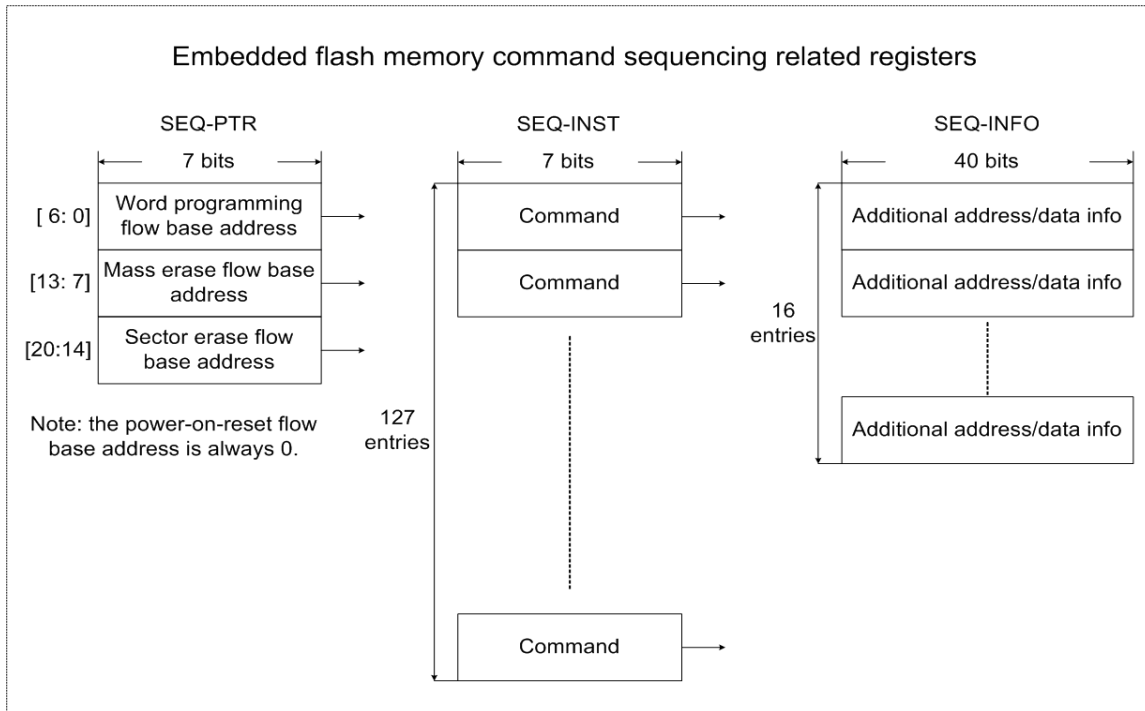 Embedded flash memory command sequencing related registers
SEQ-PTR
7 bits
[ 6: 0]
Word programming
flow base address
[13: 7]
Mass erase flow base
address
[20:14]
Sector erase flow
base address
Note: the power-on-reset flow
base address is always 0.
SEQ-INST
7 bits
Command
Command
127
entries
Command
SEQ-INFO
40 bits
Additional address/data info
Additional address/data info
16
entries
Additional address/data info